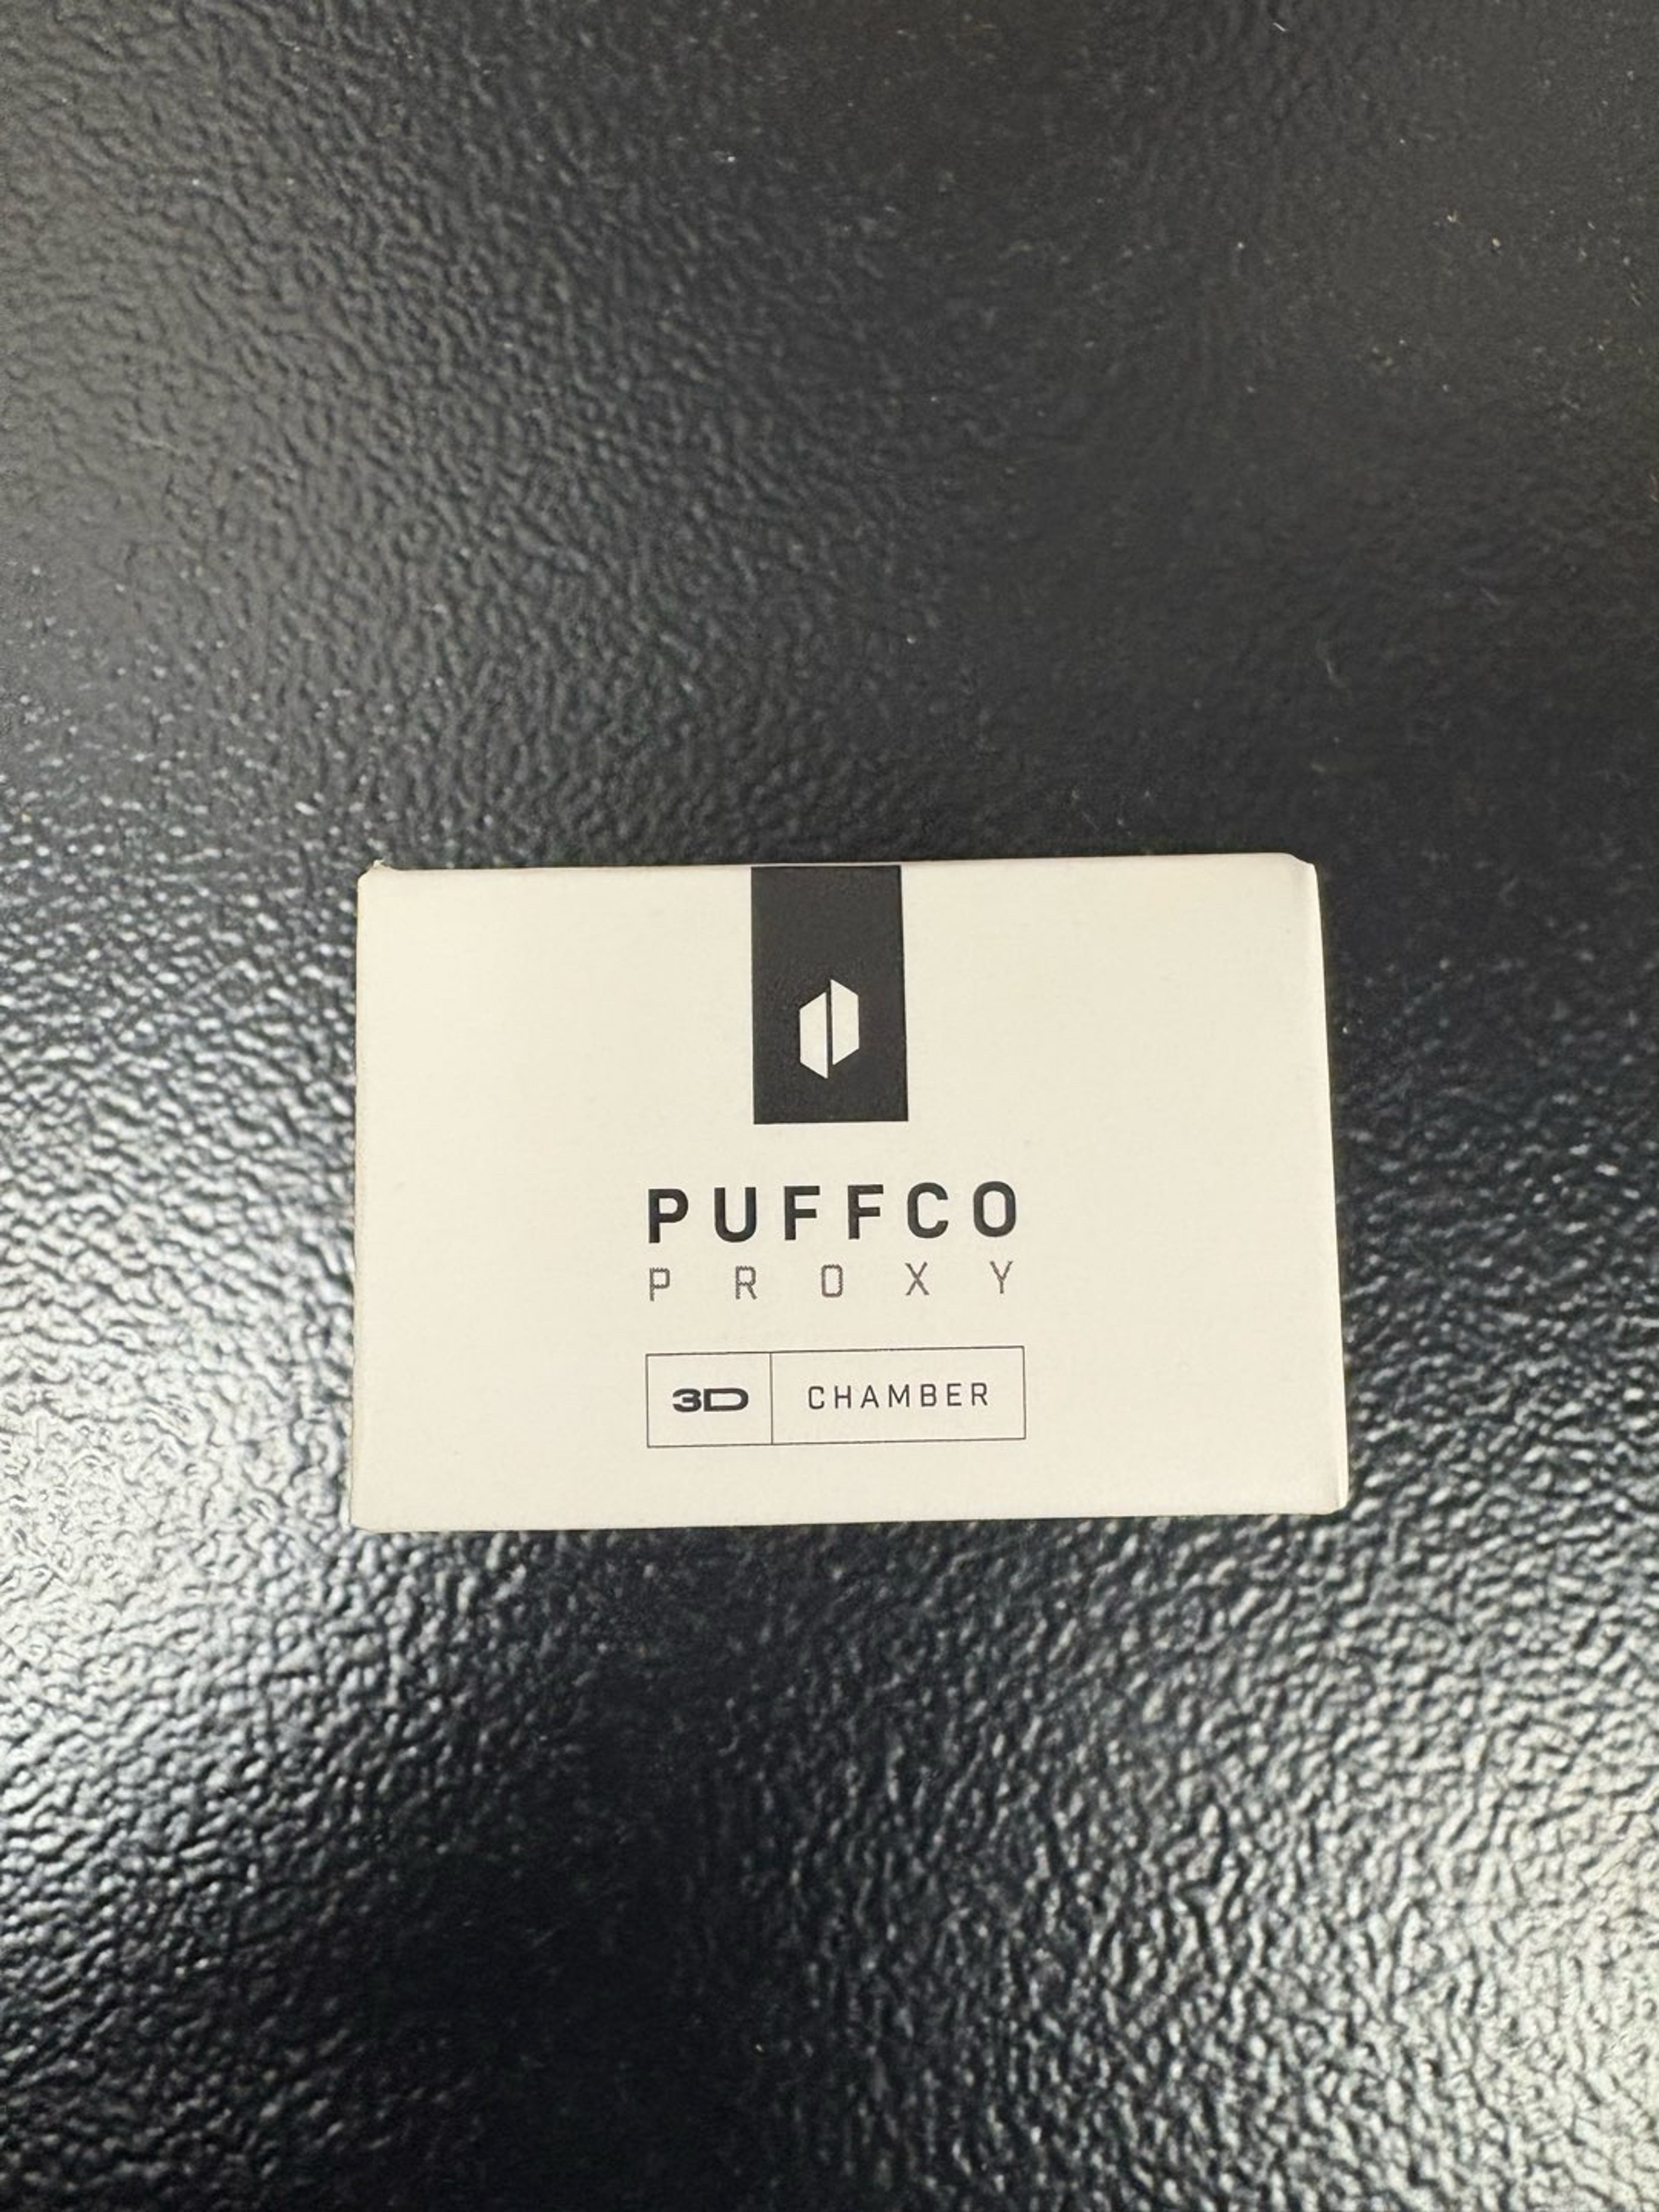 PUFFCO
PROXY
3D CHAMBER